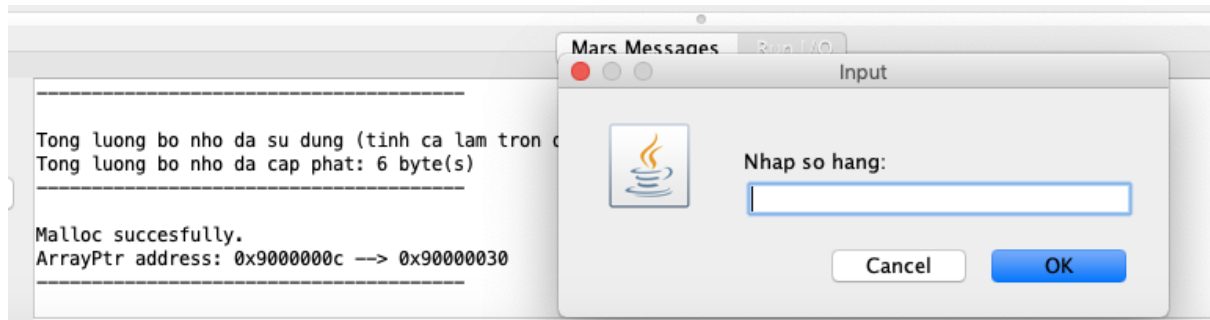 Mars Messages Run I/O
Input
Tong luong bo nho da su dung (tinh ca lam tron
Tong luong bo nho da cap phat: 6 byte(s)
Nhap so hang:
Malloc succesfully.
ArrayPtr address: 0x9000000c --> 0x90000030
Cancel OK